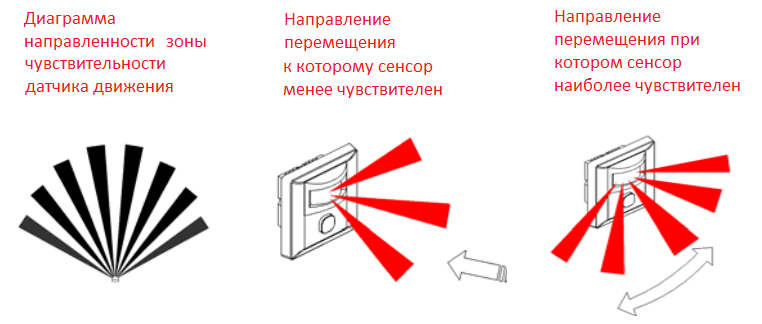 Диаграмма
направленности зоны
чувствительности
датчика движения
Направление
перемещения
к которому сенсор
менее чувствителен
Направление
перемещения при
котором сенсор
наиболее чувствителен